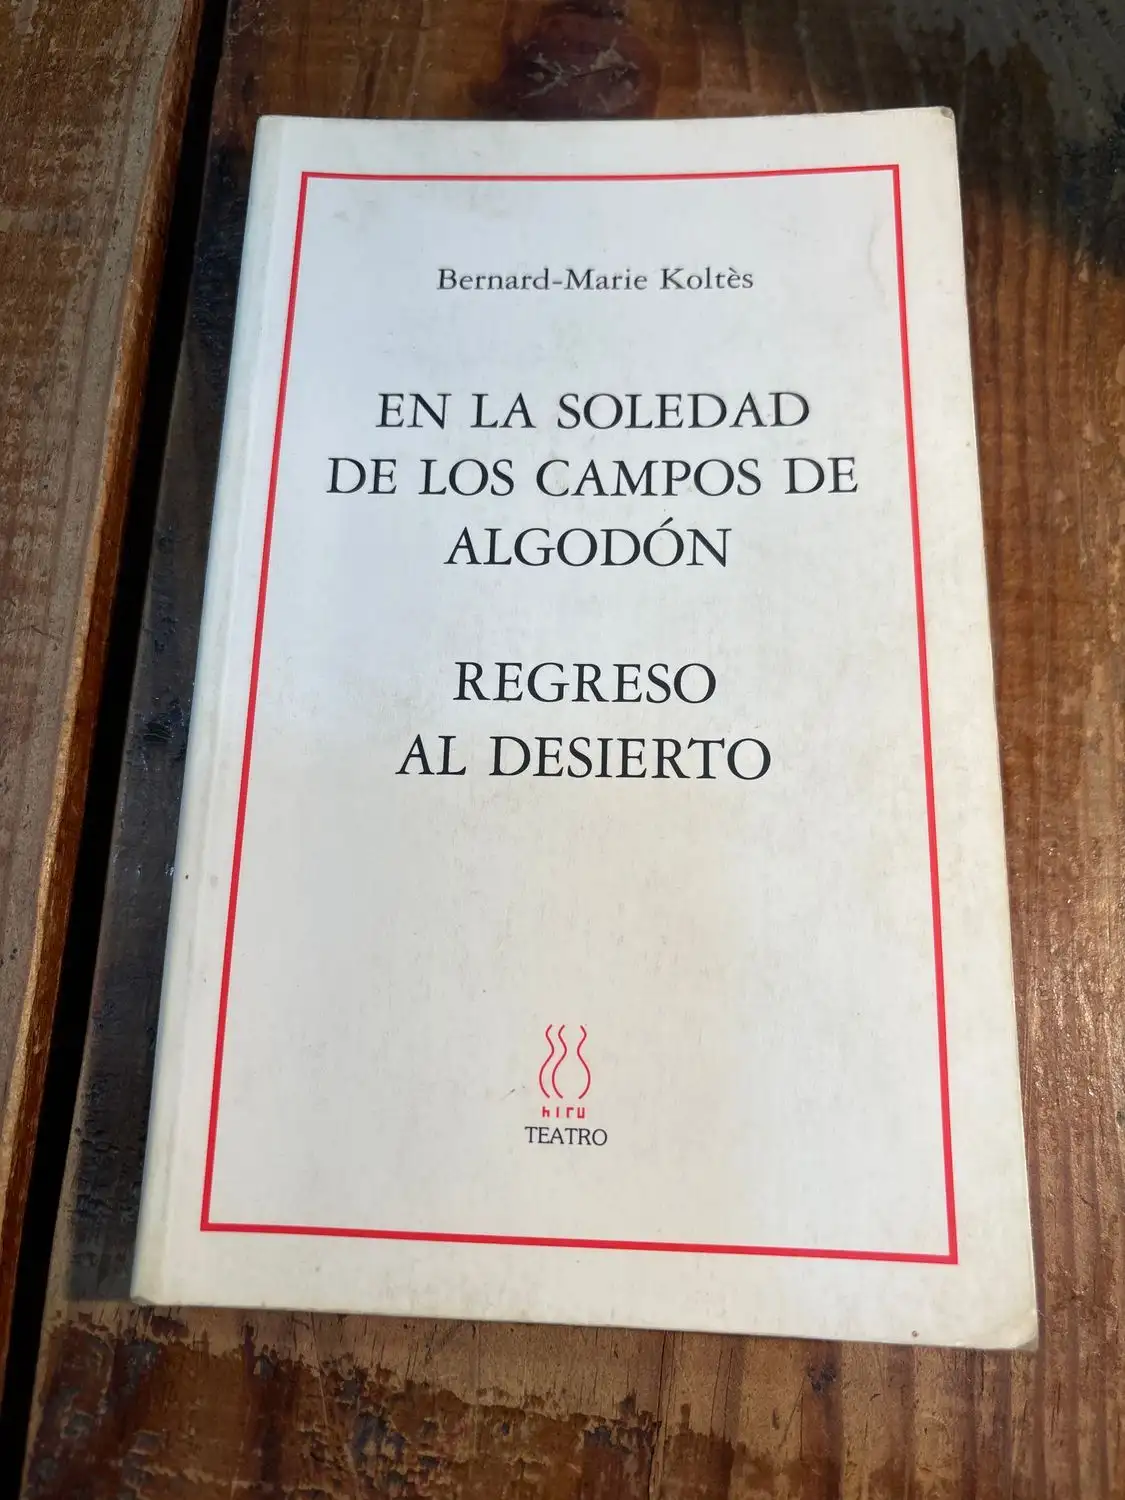 Bernard-Marie Koltès
EN LA SOLEDAD
DE LOS CAMPOS DE
ALGODÓN
REGRESO
AL DESIERTO
hiru
TEATRO